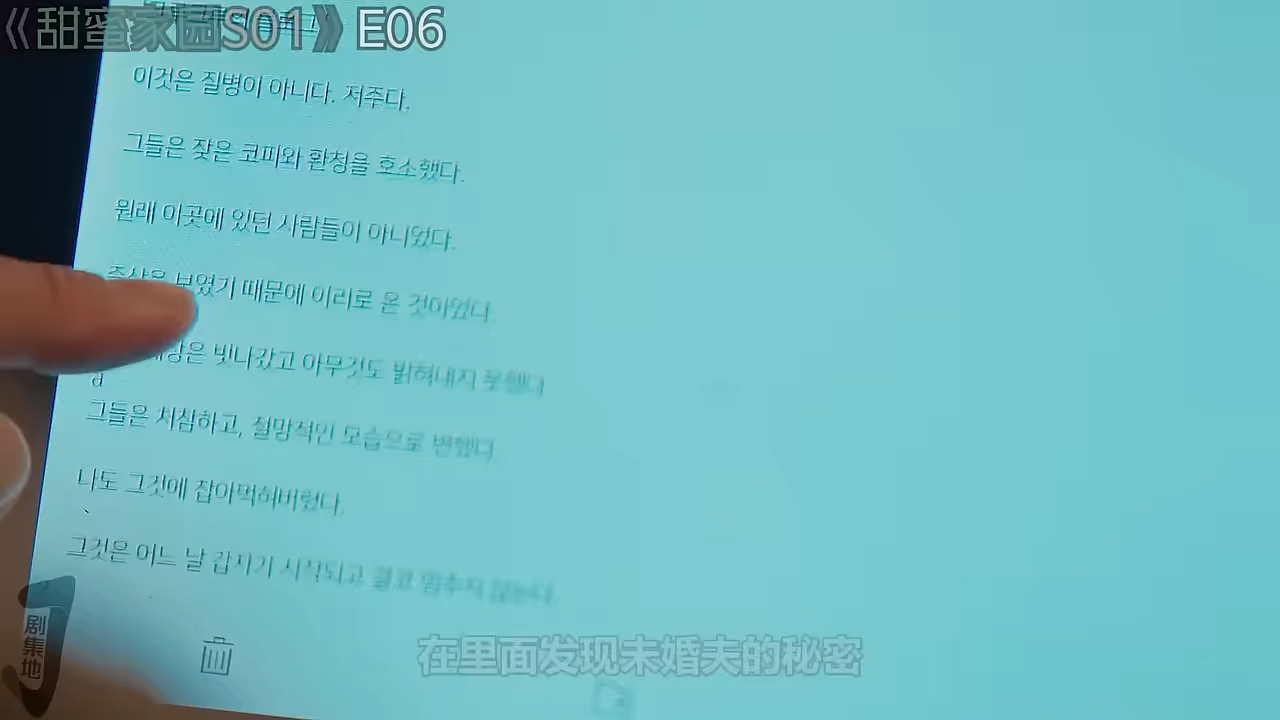 《甜蜜家园S01》E06
이것은 질병이 아니다. 저주다.
그들은 잦은 코피와 환청을 호소했다.
원래 이곳에 있던 사람들이 아니었다.
증상을 보였기 때문에 이리로 온 것이었다.
빗나갔고 아무것도 밝혀내지 못했다
그들은 처참하고, 절망적인 모습으로 변했다.
나도 그것에 잡아먹혀버렸다.
그것은 어느 날 갑자기 시작되고 결코 멈추지 않는다.
剧集地
在里面发现未婚夫的秘密